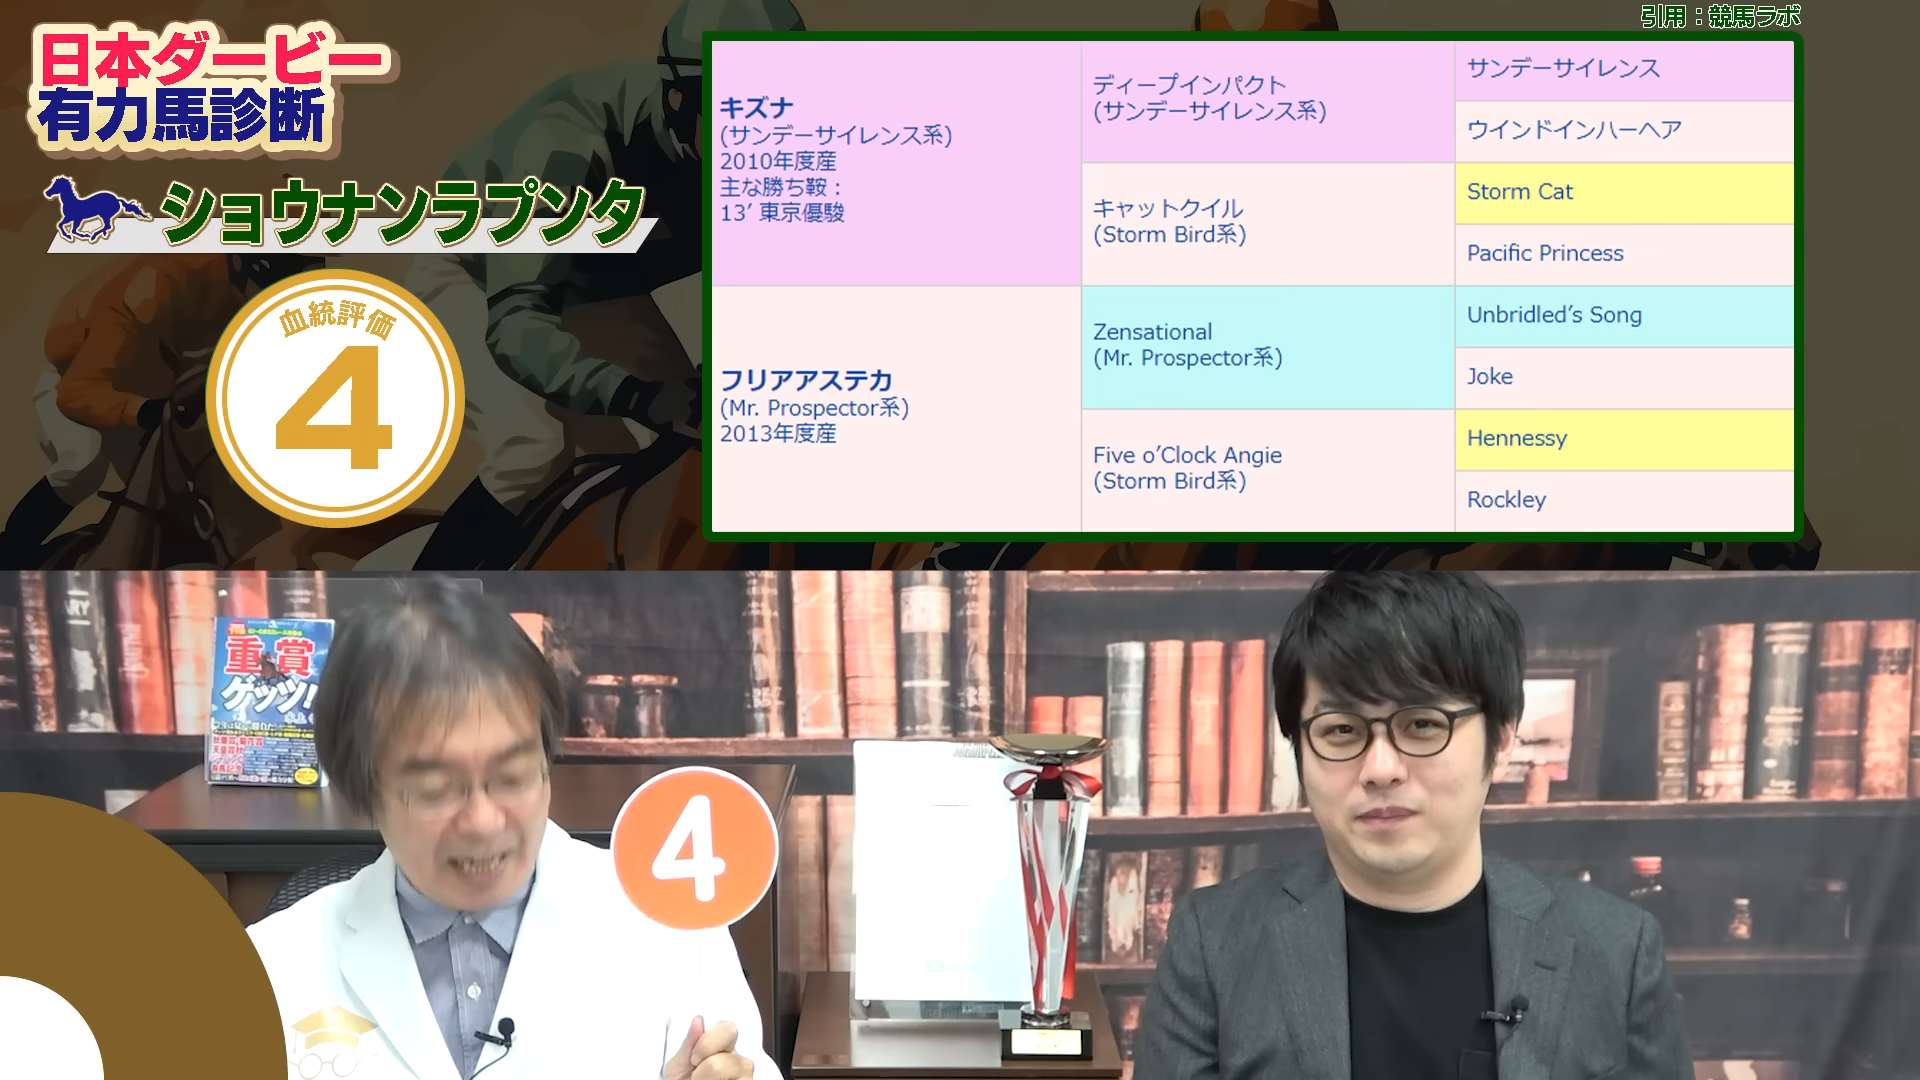 引用：競馬ラボ
日本ダービー
有力馬診断
ショウナンラプンタ
血統評価
4
キズナ
(サンデーサイレンス系)
2010年度産
主な勝ち鞍：
13′ 東京優駿
ディープインパクト
(サンデーサイレンス系)
サンデーサイレンス
ウインドインハーヘア
キャットクイル
(Storm Bird系)
Storm Cat
Pacific Princess
フリアアステカ
(Mr. Prospector系)
2013年度産
Zensational
(Mr. Prospector系)
Unbridled’s Song
Joke
Five o’Clock Angie
(Storm Bird系)
Hennessy
Rockley
重賞
ゲッツ!
4